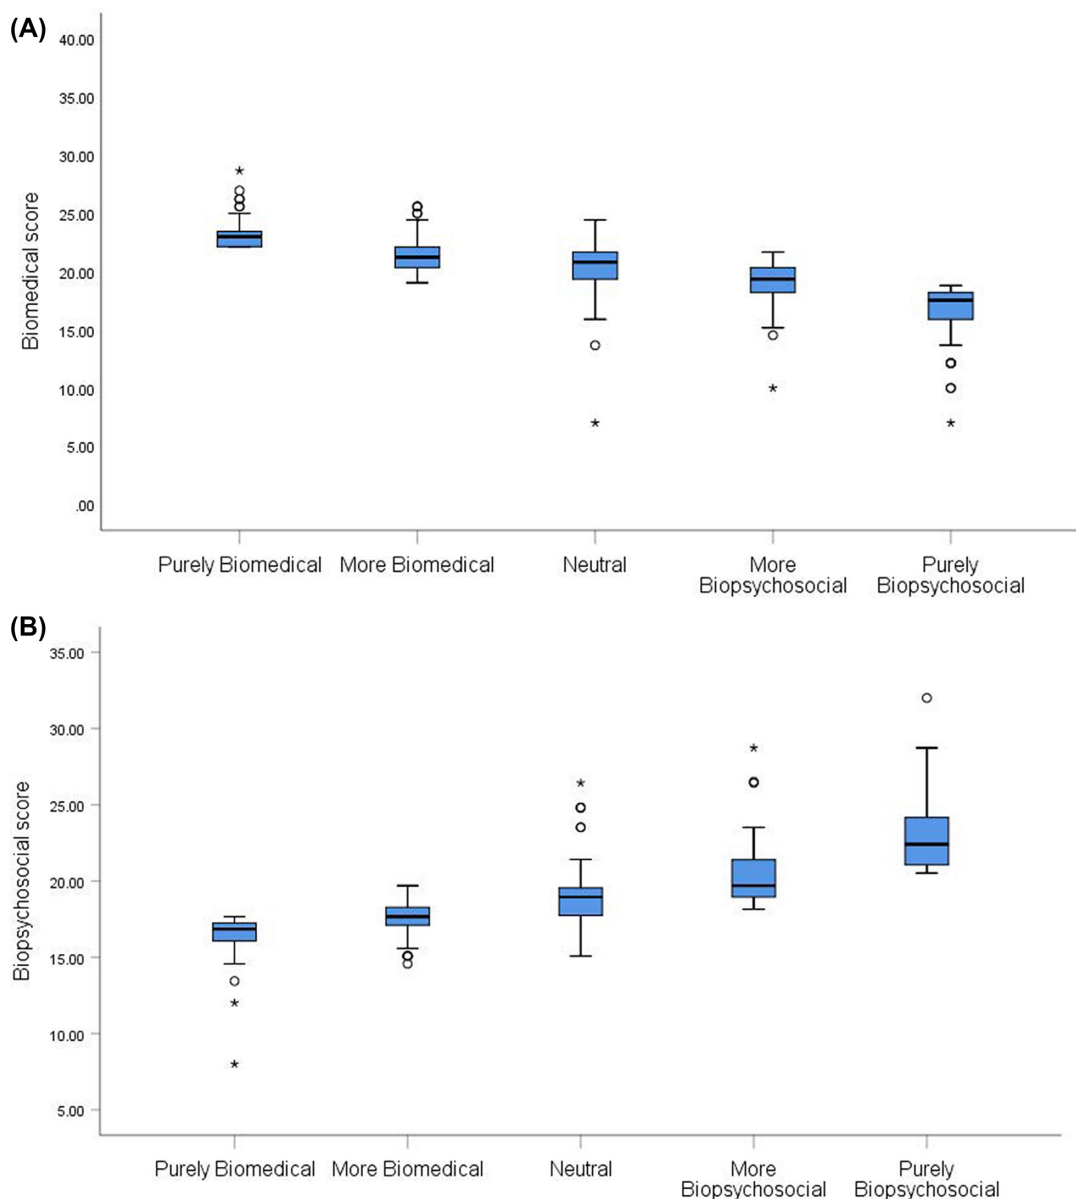 (A)
40.00
35.00
30.00
25.00
20.00
15.00
10.00
5.00
.00
Biomedical score
Purely Biomedical
More Biomedical
Neutral
More
Biopsychosocial
Purely
Biopsychosocial
(B)
35.00
30.00
25.00
20.00
15.00
10.00
5.00
Biopsychosocial score
Purely Biomedical
More Biomedical
Neutral
More
Biopsychosocial
Purely
Biopsychosocial